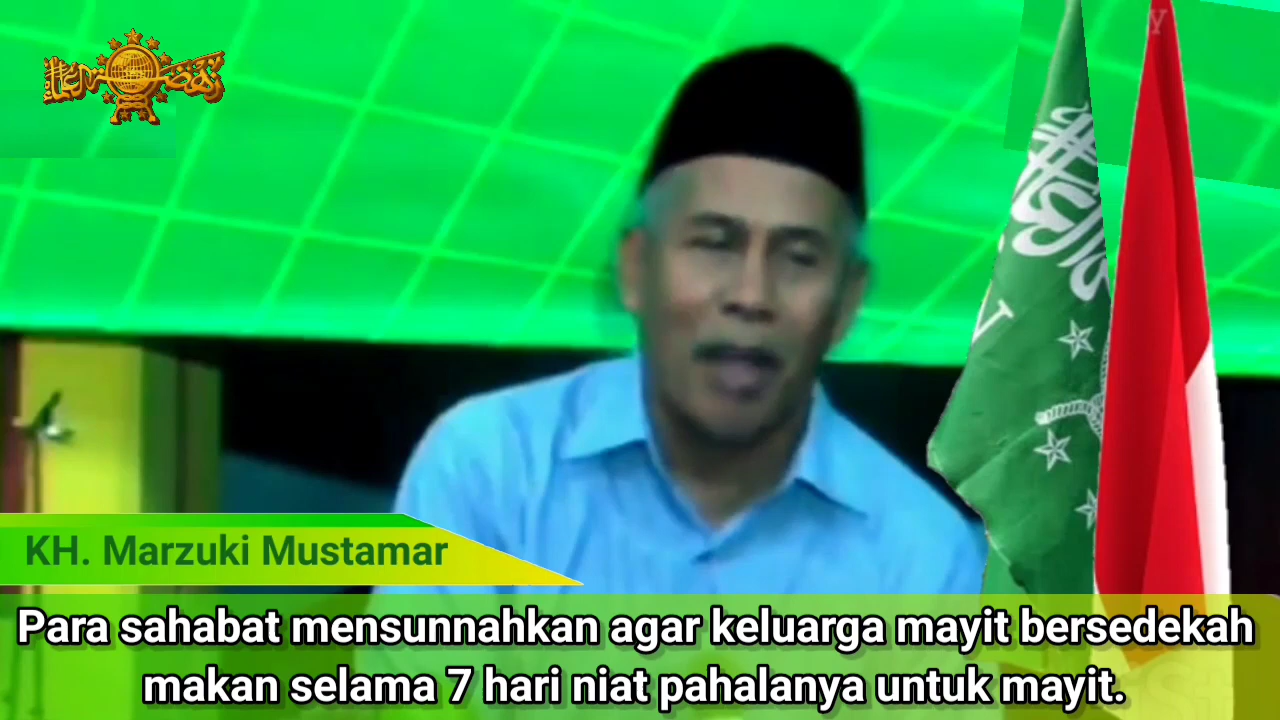 KH. Marzuki Mustamar
Para sahabat mensunnahkan agar keluarga mayit bersedekah
makan selama 7 hari niat pahalanya untuk mayit.